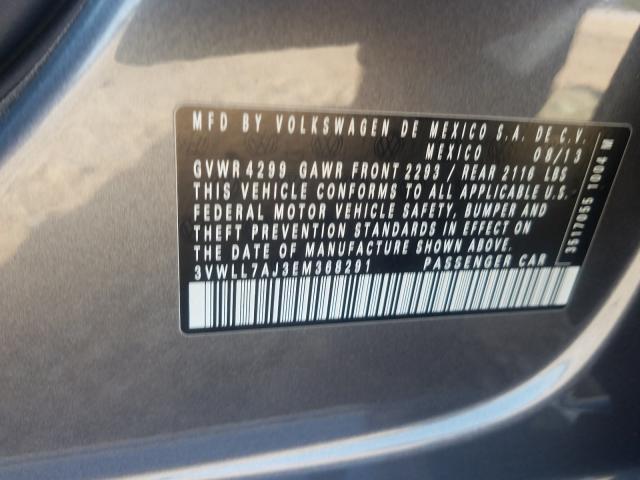 MFD BY VOLKSWAGEN DE MEXICO S.A. DE C.V.
MEXICO 08/13
GVWR 4299 GAWR FRONT 2293 / REAR 2116 LBS
THIS VEHICLE CONFORMS TO ALL APPLICABLE U.S.
FEDERAL MOTOR VEHICLE SAFETY, BUMPER AND
THEFT PREVENTION STANDARDS IN EFFECT ON
THE DATE OF MANUFACTURE SHOWN ABOVE.
3VWLL7AJ3EM368291 PASSENGER CAR
3517055 1004 M